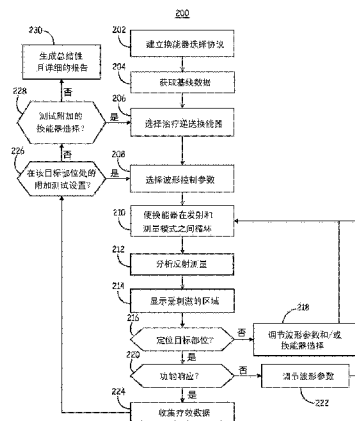 200
230
202
生成总结性
且详细的报告
建立换能器选择协议
204
228
否
获取基线数据
206
测试附加的
换能器选择?
是
选择治疗递送换能器
226
否
208
在该目标部位处的
附加测试设置?
是
选择波形控制参数
210
使换能器在发射和
测量模式之间循环
212
分析反射测量
214
显示受刺激的区域
216
218
定位目标部位?
否
调节波形参数和/或
换能器选择
220
是
功能响应?
否
调节波形参数
224
是
222
收集疗效数据